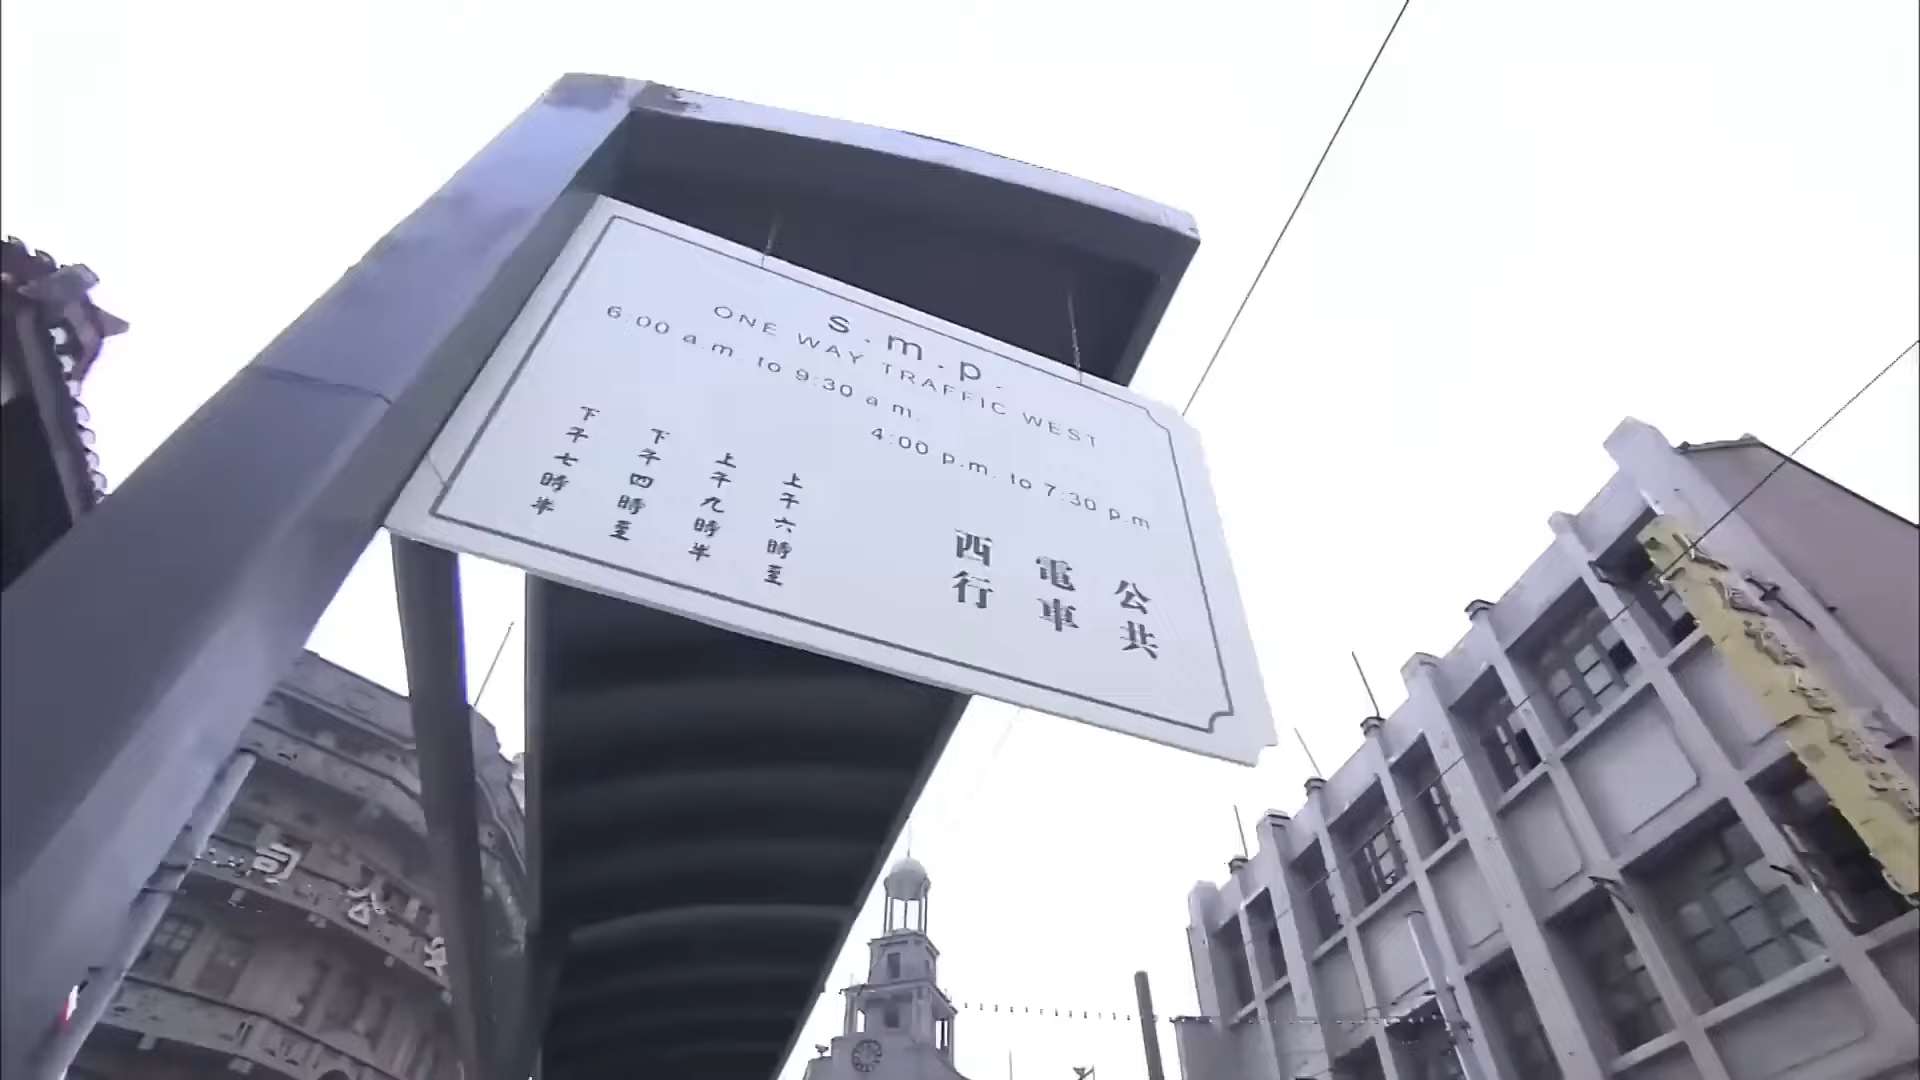 s.m.p.
ONE WAY TRAFFIC WEST
6:00 a.m. to 9:30 a.m.
4:00 p.m. to 7:30 p.m
公共
電車
西行
上午六時至
上午九時半
下午四時至
下午七時半
公司